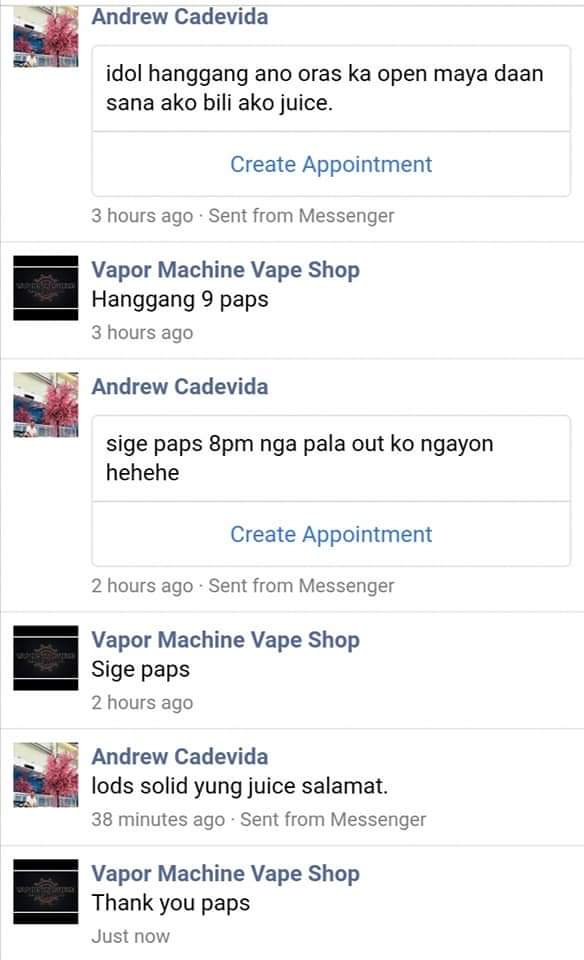 Andrew Cadevida
idol hanggang ano oras ka open maya daan
sana ako bili ako juice.
Create Appointment
3 hours ago · Sent from Messenger
Vapor Machine Vape Shop
Hanggang 9 paps
3 hours ago
Andrew Cadevida
sige paps 8pm nga pala out ko ngayon
hehehe
Create Appointment
2 hours ago · Sent from Messenger
Vapor Machine Vape Shop
Sige paps
2 hours ago
Andrew Cadevida
lods solid yung juice salamat.
38 minutes ago · Sent from Messenger
Vapor Machine Vape Shop
Thank you paps
Just now